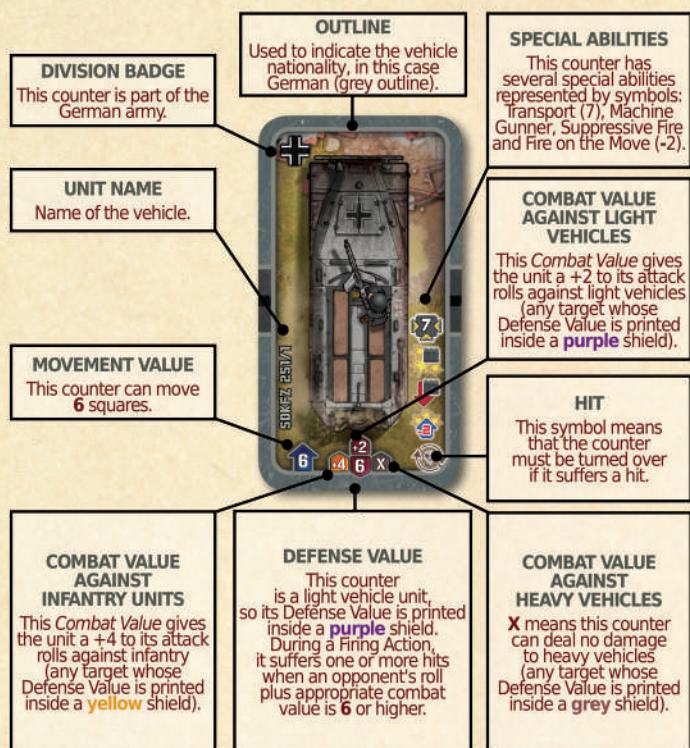 OUTLINE
Used to indicate the vehicle
nationality, in this case
German (grey outline).
SPECIAL ABILITIES
This counter has
several special abilities
represented by symbols:
Transport (7), Machine
Gunner, Suppressive Fire
and Fire on the Move (-2).
DIVISION BADGE
This counter is part of the
German army.
UNIT NAME
Name of the vehicle.
COMBAT VALUE
AGAINST LIGHT
VEHICLES
This Combat Value gives
the unit a +2 to its attack
rolls against light vehicles
(any target whose
Defense Value is printed
inside a purple shield).
MOVEMENT VALUE
This counter can move
6 squares.
HIT
This symbol means
that the counter
must be turned over
if it suffers a hit.
SDKFZ 251/1
7
-2
+2
6
+4 6 X
COMBAT VALUE
AGAINST
INFANTRY UNITS
This Combat Value gives
the unit a +4 to its attack
rolls against infantry
(any target whose
Defense Value is printed
inside a yellow shield).
DEFENSE VALUE
This counter
is a light vehicle unit,
so its Defense Value is printed
inside a purple shield.
During a Firing Action,
it suffers one or more hits
when an opponent's roll
plus appropriate combat
value is 6 or higher.
COMBAT VALUE
AGAINST
HEAVY VEHICLES
X means this counter
can deal no damage
to heavy vehicles
(any target whose
Defense Value is printed
inside a grey shield).